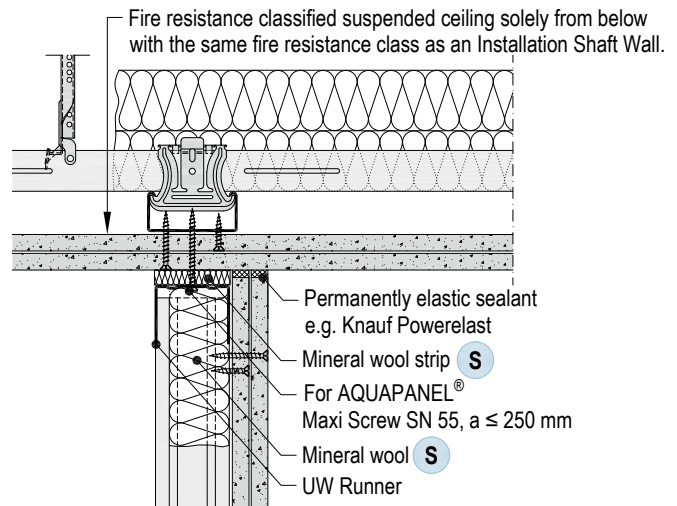 Fire resistance classified suspended ceiling solely from below
with the same fire resistance class as an Installation Shaft Wall.
Permanently elastic sealant
e.g. Knauf Powerelast
Mineral wool strip S
For AQUAPANEL®
Maxi Screw SN 55, a ≤ 250 mm
Mineral wool S
UW Runner